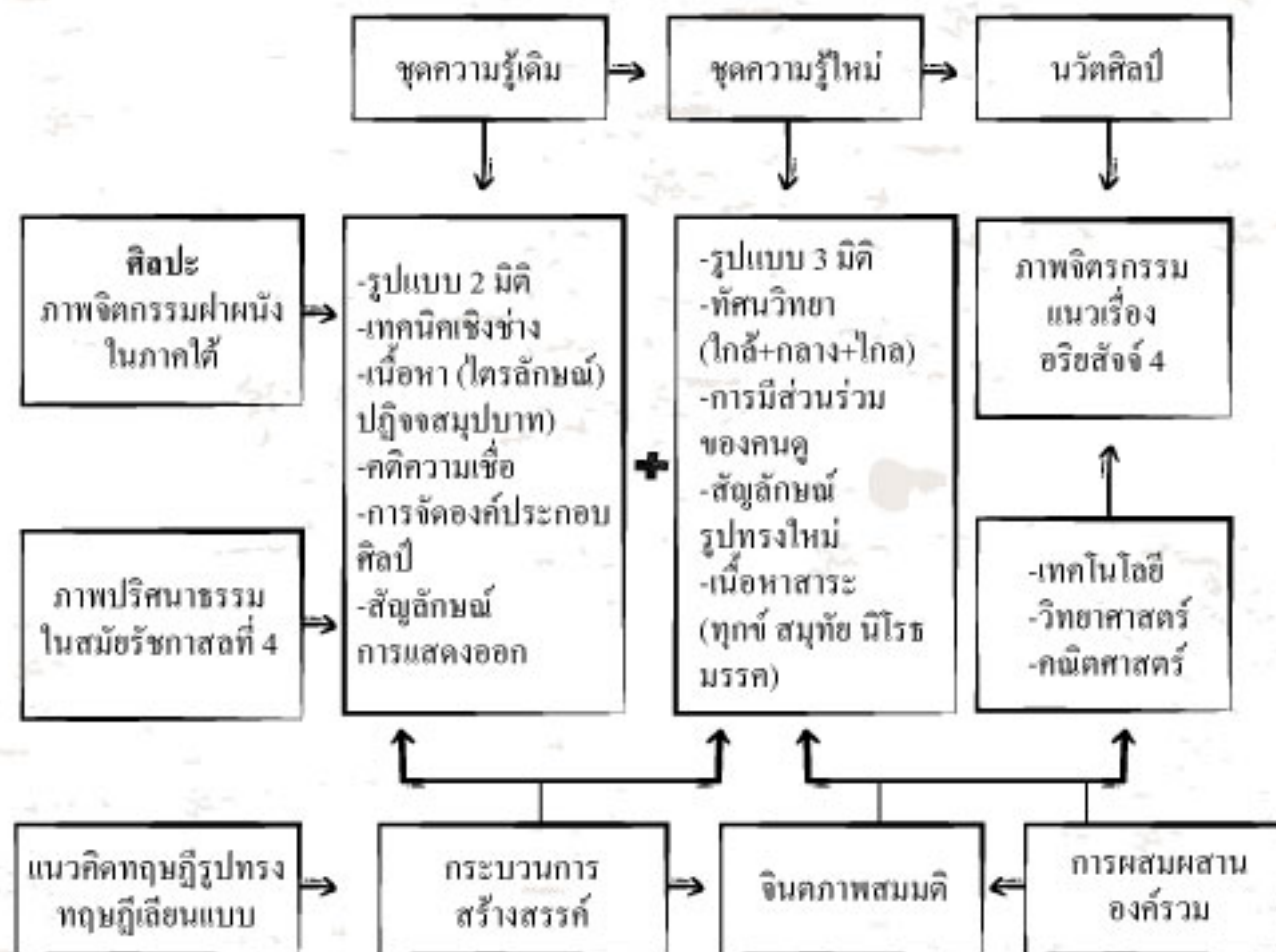 ชุดความรู้เดิม
ชุดความรู้ใหม่
นวัตศิลป์
ศิลปะ
ภาพจิตกรรมฝาผนัง
ในภาคใต้
ภาพปริศนาธรรม
ในสมัยรัชกาสลที่ 4
-รูปแบบ 2 มิติ
-เทคนิคเชิงช่าง
-เนื้อหา (ไตรลักษณ์)
ปฏิจจสมุปบาท)
-คติความเชื่อ
-การจัดองค์ประกอบ
ศิลป์
-สัญลักษณ์
การแสดงออก
-รูปแบบ 3 มิติ
-ทัศนวิทยา
(ใกล้+กลาง+ไกล)
-การมีส่วนร่วม
ของคนดู
-สัญลักษณ์
รูปทรงใหม่
-เนื้อหาสาระ
(ทุกข์ สมุทัย นิโรธ
มรรค)
ภาพจิตรกรรม
แนวเรื่อง
อริยสัจจ์ 4
-เทคโนโลยี
-วิทยาศาสตร์
-คณิตศาสตร์
แนวคิดทฤษฎีรูปทรง
ทฤษฎีเลียนแบบ
กระบวนการ
สร้างสรรค์
จินตภาพสมมติ
การผสมผสาน
องค์รวม